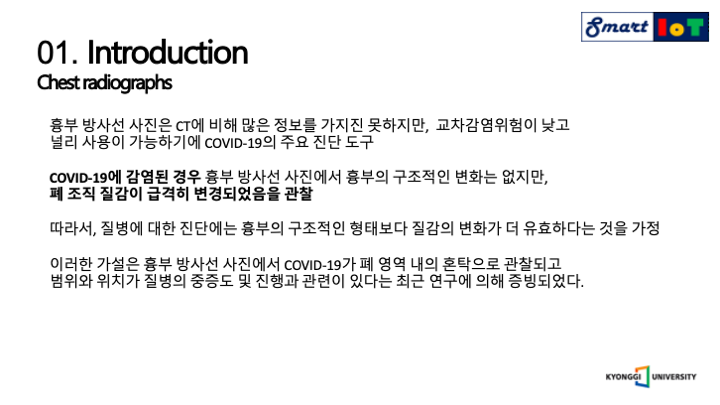 Smart IoT
01. Introduction
Chest radiographs
흉부 방사선 사진은 CT에 비해 많은 정보를 가지진 못하지만, 교차감염위험이 낮고
널리 사용이 가능하기에 COVID-19의 주요 진단 도구
COVID-19에 감염된 경우 흉부 방사선 사진에서 흉부의 구조적인 변화는 없지만,
폐 조직 질감이 급격히 변경되었음을 관찰
따라서, 질병에 대한 진단에는 흉부의 구조적인 형태보다 질감의 변화가 더 유효하다는 것을 가정
이러한 가설은 흉부 방사선 사진에서 COVID-19가 폐 영역 내의 혼탁으로 관찰되고
범위와 위치가 질병의 중증도 및 진행과 관련이 있다는 최근 연구에 의해 증빙되었다.
KYONGGI UNIVERSITY